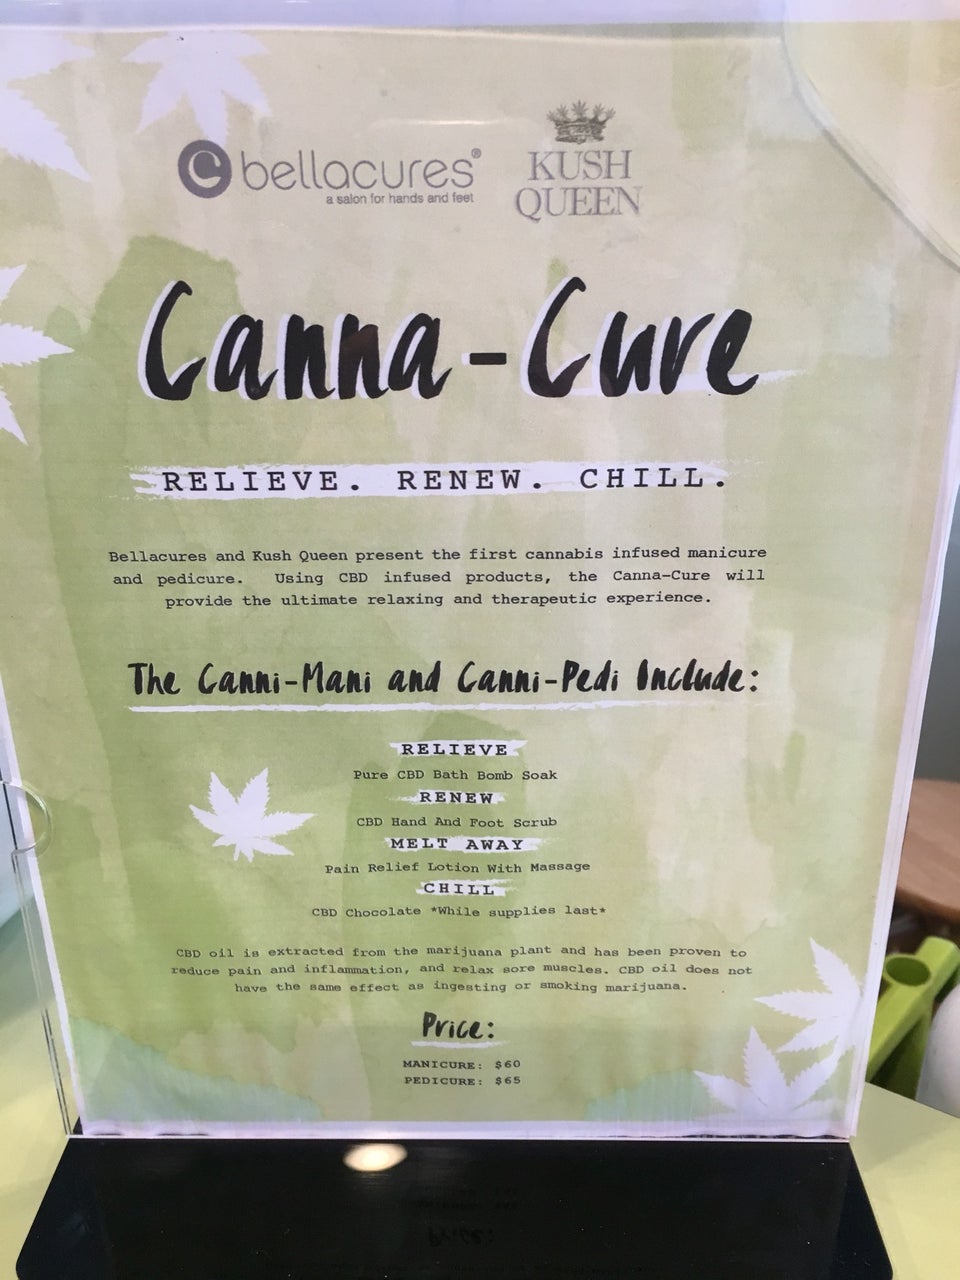 bellacures®
a salon for hands and feet
KUSH
QUEEN
Canna-Cure
RELIEVE. RENEW. CHILL.
Bellacures and Kush Queen present the first cannabis infused manicure
and pedicure. Using CBD infused products, the Canna-Cure will
provide the ultimate relaxing and therapeutic experience.
The Canni-Mani and Canni-Pedi Include:
RELIEVE
Pure CBD Bath Bomb Soak
RENEW
CBD Hand And Foot Scrub
MELT AWAY
Pain Relief Lotion With Massage
CHILL
CBD Chocolate *While supplies last*
CBD oil is extracted from the marijuana plant and has been proven to
reduce pain and inflammation, and relax sore muscles. CBD oil does not
have the same effect as ingesting or smoking marijuana.
Price:
MANICURE: $60
PEDICURE: $65